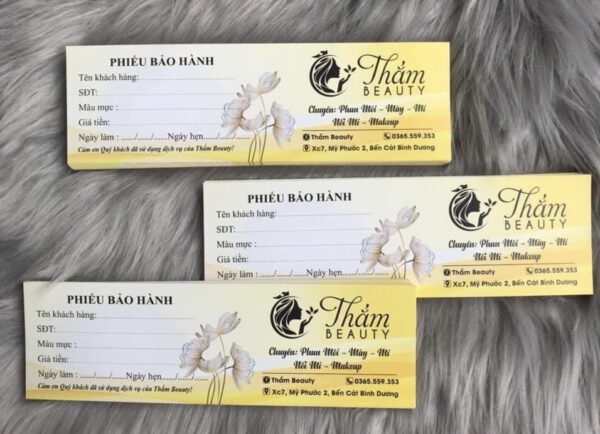 PHIẾU BẢO HÀNH
Tên khách hàng:
SĐT:
Màu mực :
Giá tiền:
Ngày làm : ....../....../......Ngày hẹn....../....../......
Cảm ơn Quý khách đã sử dụng dịch vụ của Thắm Beauty!
Thắm
BEAUTY
Chuyên: Phun Môi - Mày - Mí
Nối Mi - Makeup
Thắm Beauty 0365.559.353
Xc7, Mỹ Phước 2, Bến Cát Bình Dương
PHIẾU BẢO HÀNH
Tên khách hàng:
SĐT:
Màu mực :
Giá tiền:
Ngày làm : ....../....../......Ngày hẹn....../....../......
Thắm
BEAUTY
Chuyên: Phun Môi - Mày - Mí
Nối Mi - Makeup
Thắm Beauty 0365.559.353
Xc7, Mỹ Phước 2, Bến Cát Bình Dương
PHIẾU BẢO HÀNH
Tên khách hàng:
SĐT:
Màu mực :
Giá tiền:
Ngày làm : ....../....../......Ngày hẹn....../....../......
Cảm ơn Quý khách đã sử dụng dịch vụ của Thắm Beauty!
Thắm
BEAUTY
Chuyên: Phun Môi - Mày - Mí
Nối Mi - Makeup
Thắm Beauty 0365.559.353
Xc7, Mỹ Phước 2, Bến Cát Bình Dương